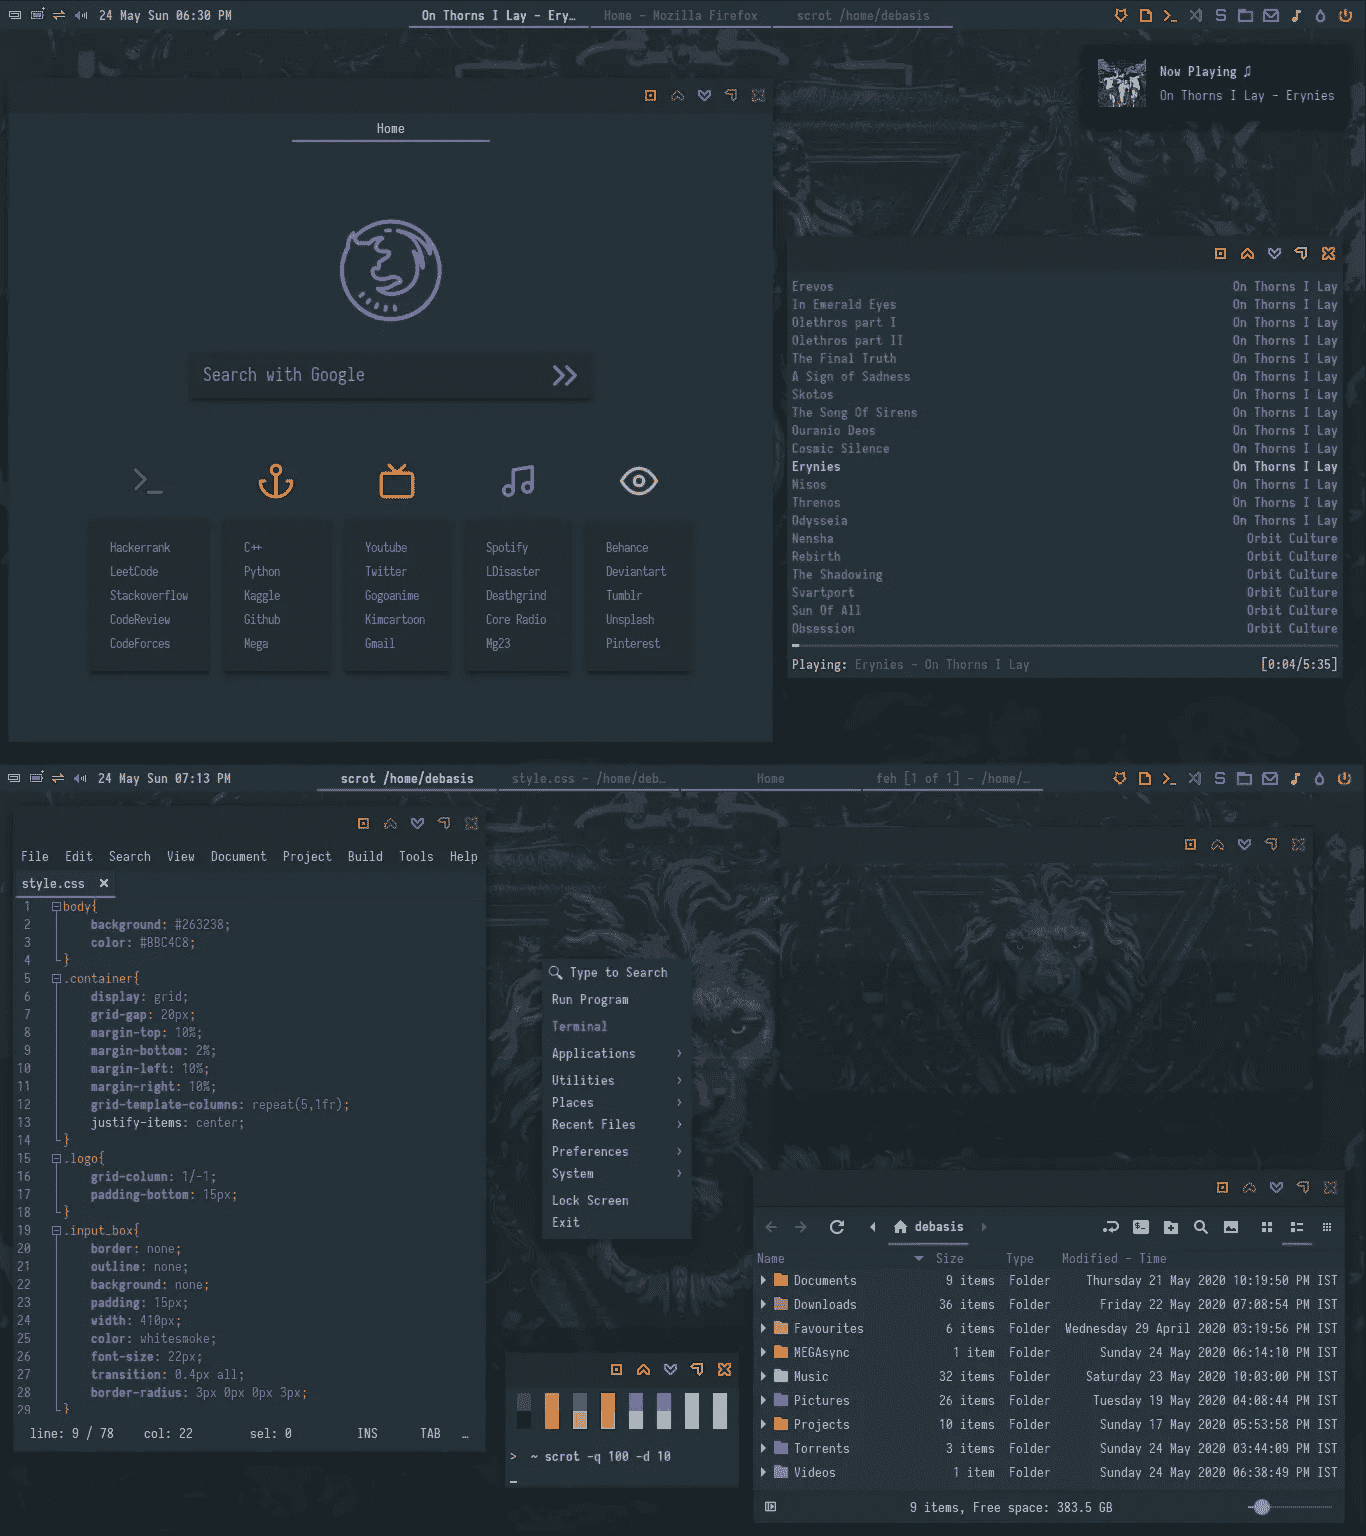 24 May Sun 06:30 PM
On Thorns I Lay - Ery…
Home - Mozilla Firefox
scrot /home/debasis
Now Playing ♫
On Thorns I Lay - Erynies
Home
Search with Google
Hackerrank
LeetCode
Stackoverflow
CodeReview
CodeForces
C++
Python
Kaggle
Github
Mega
Youtube
Twitter
Gogoanime
Kimcartoon
Gmail
Spotify
LDisaster
Deathgrind
Core Radio
Mg23
Behance
Deviantart
Tumblr
Unsplash
Pinterest
Erevos On Thorns I Lay
In Emerald Eyes On Thorns I Lay
Olethros part I On Thorns I Lay
Olethros part II On Thorns I Lay
The Final Truth On Thorns I Lay
A Sign of Sadness On Thorns I Lay
Skotos On Thorns I Lay
The Song Of Sirens On Thorns I Lay
Ouranio Deos On Thorns I Lay
Cosmic Silence On Thorns I Lay
Erynies On Thorns I Lay
Nisos On Thorns I Lay
Threnos On Thorns I Lay
Odysseia On Thorns I Lay
Nensha Orbit Culture
Rebirth Orbit Culture
The Shadowing Orbit Culture
Svartport Orbit Culture
Sun Of All Orbit Culture
Obsession Orbit Culture
Playing: Erynies - On Thorns I Lay [0:04/5:35]
24 May Sun 07:13 PM
scrot /home/debasis
style.css - /home/deb…
Home
feh [1 of 1] - /home/…
File Edit Search View Document Project Build Tools Help
style.css ×
1 body{
2 background: #263238;
3 color: #BBC4C8;
4 }
5 .container{
6 display: grid;
7 grid-gap: 20px;
8 margin-top: 10%;
9 margin-bottom: 2%;
10 margin-left: 10%;
11 margin-right: 10%;
12 grid-template-columns: repeat(5,1fr);
13 justify-items: center;
14 }
15 .logo{
16 grid-column: 1/-1;
17 padding-bottom: 15px;
18 }
19 .input_box{
20 border: none;
21 outline: none;
22 background: none;
23 padding: 15px;
24 width: 410px;
25 color: whitesmoke;
26 font-size: 22px;
27 transition: 0.4px all;
28 border-radius: 3px 0px 0px 3px;
29 }
line: 9 / 78 col: 22 sel: 0 INS TAB …
Type to Search
Run Program
Terminal
Applications
Utilities
Places
Recent Files
Preferences
System
Lock Screen
Exit
> ~ scrot -q 100 -d 10
debasis
Name Size Type Modified - Time
Documents 9 items Folder Thursday 21 May 2020 10:19:50 PM IST
Downloads 36 items Folder Friday 22 May 2020 07:08:54 PM IST
Favourites 6 items Folder Wednesday 29 April 2020 03:19:56 PM IST
MEGAsync 1 item Folder Sunday 24 May 2020 06:14:10 PM IST
Music 32 items Folder Saturday 23 May 2020 10:03:00 PM IST
Pictures 26 items Folder Tuesday 19 May 2020 04:08:44 PM IST
Projects 10 items Folder Sunday 17 May 2020 05:53:58 PM IST
Torrents 3 items Folder Sunday 24 May 2020 03:44:09 PM IST
Videos 1 item Folder Sunday 24 May 2020 06:38:49 PM IST
9 items, Free space: 383.5 GB